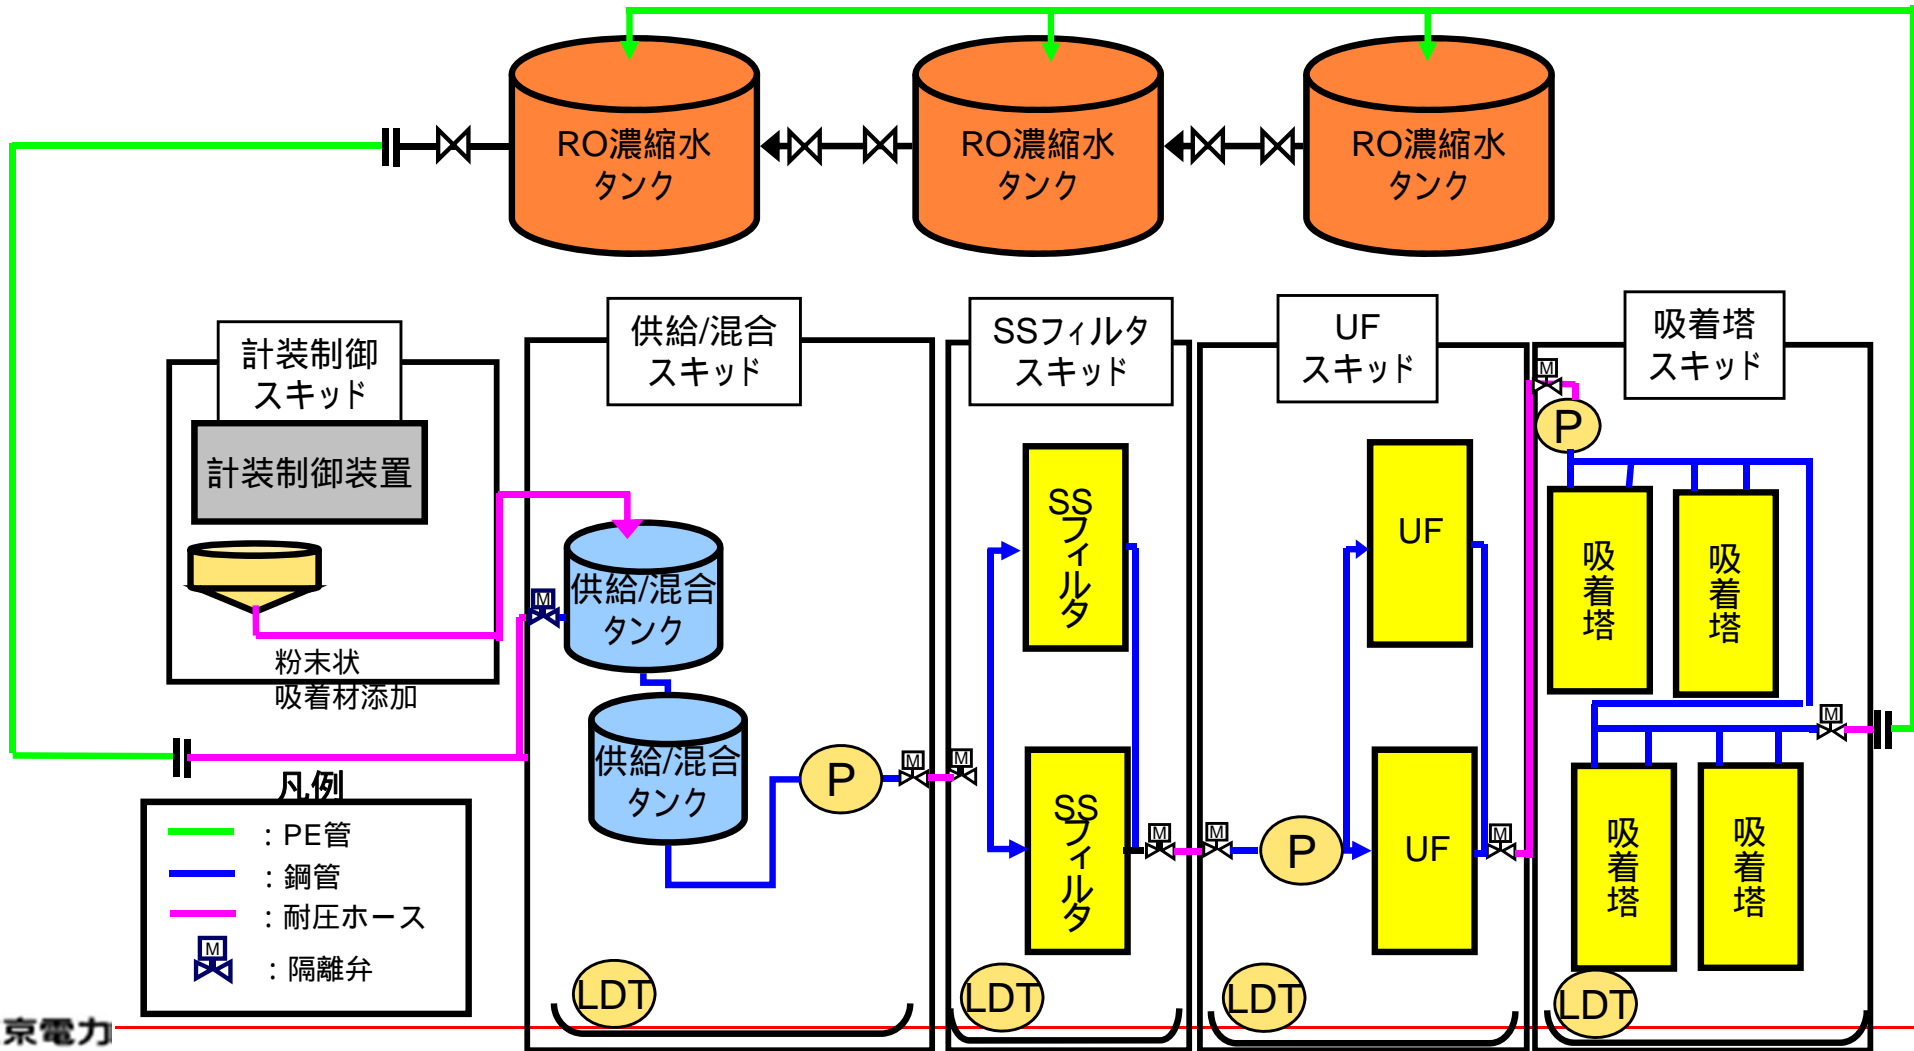 RO濃縮水
タンク
RO濃縮水
タンク
RO濃縮水
タンク
計装制御
スキッド
供給/混合
スキッド
SSフィルタ
スキッド
UF
スキッド
吸着塔
スキッド
計装制御装置
粉末状
吸着材添加
M
供給/混合
タンク
供給/混合
タンク
P
M
M
SS
フィルタ
SS
フィルタ
M
M
P
UF
UF
M
M
P
吸着塔
吸着塔
吸着塔
吸着塔
M
凡例
：PE管
：鋼管
：耐圧ホース
M
：隔離弁
LDT
LDT
LDT
LDT
京電力